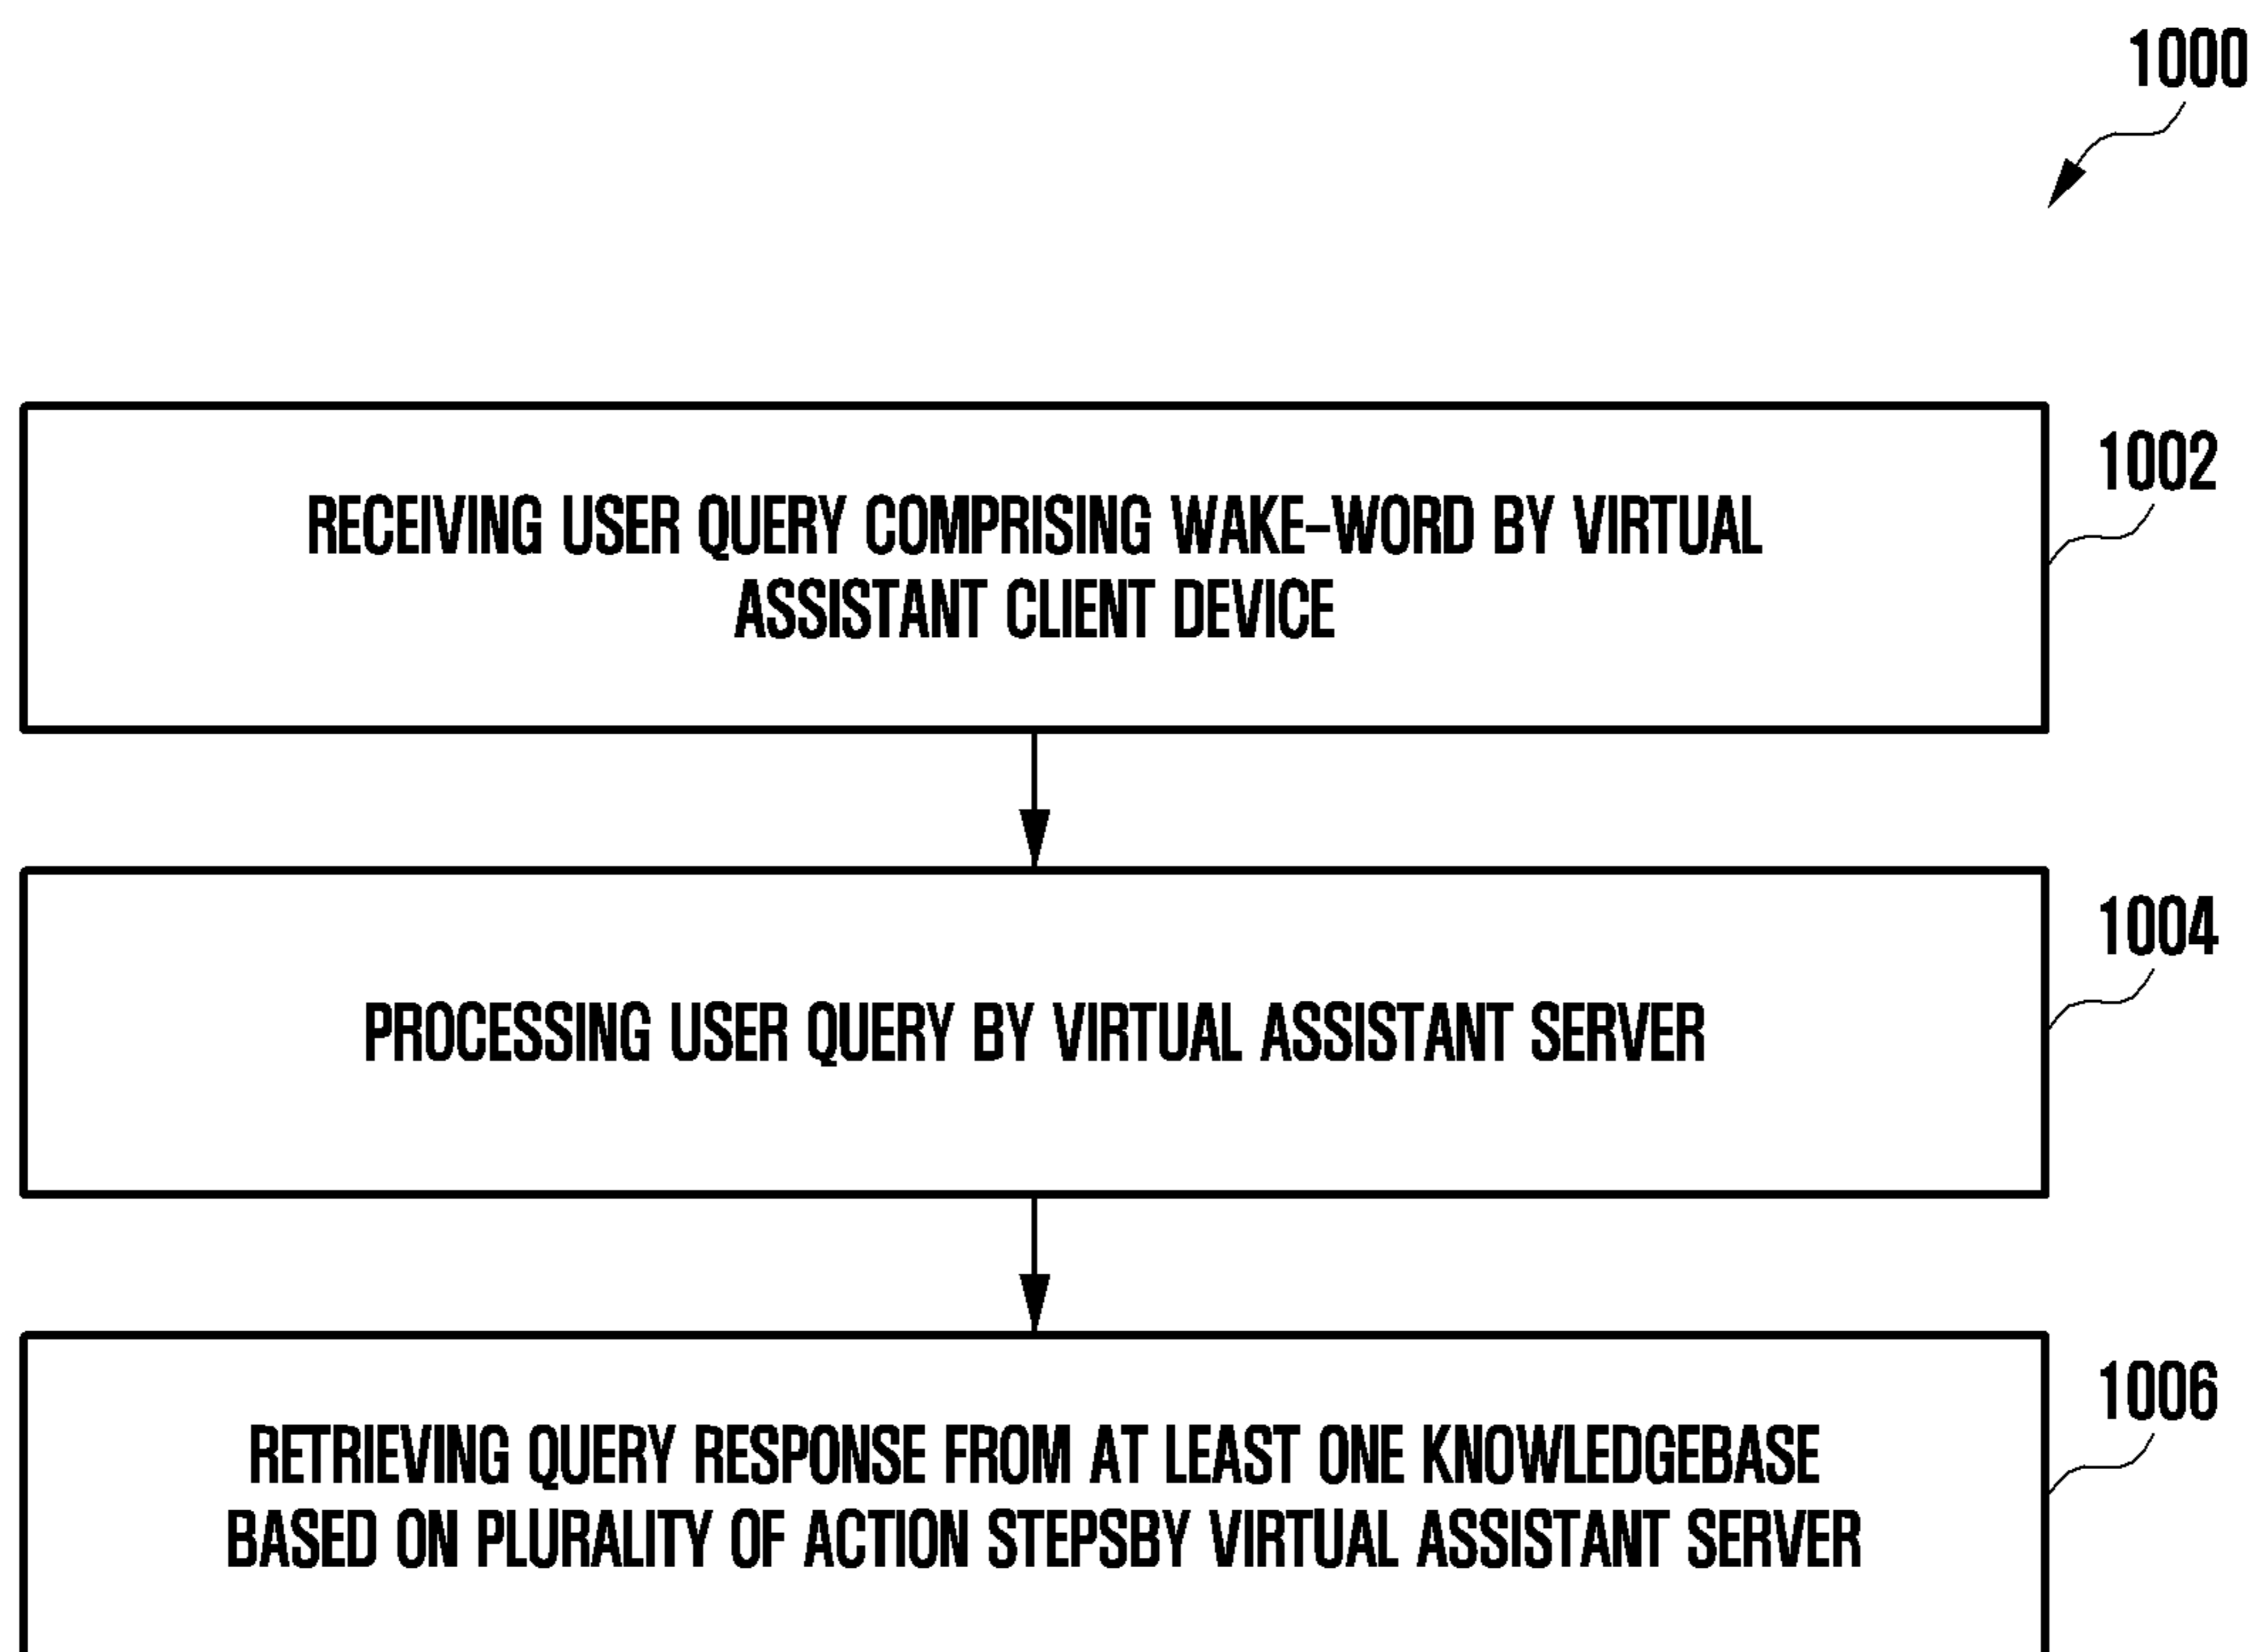 1000
1002
RECEIVING USER QUERY COMPRISING WAKE–WORD BY VIRTUAL
ASSISTANT CLIENT DEVICE
1004
PROCESSING USER QUERY BY VIRTUAL ASSISTANT SERVER
1006
RETRIEVING QUERY RESPONSE FROM AT LEAST ONE KNOWLEDGEBASE
BASED ON PLURALITY OF ACTION STEPSBY VIRTUAL ASSISTANT SERVER